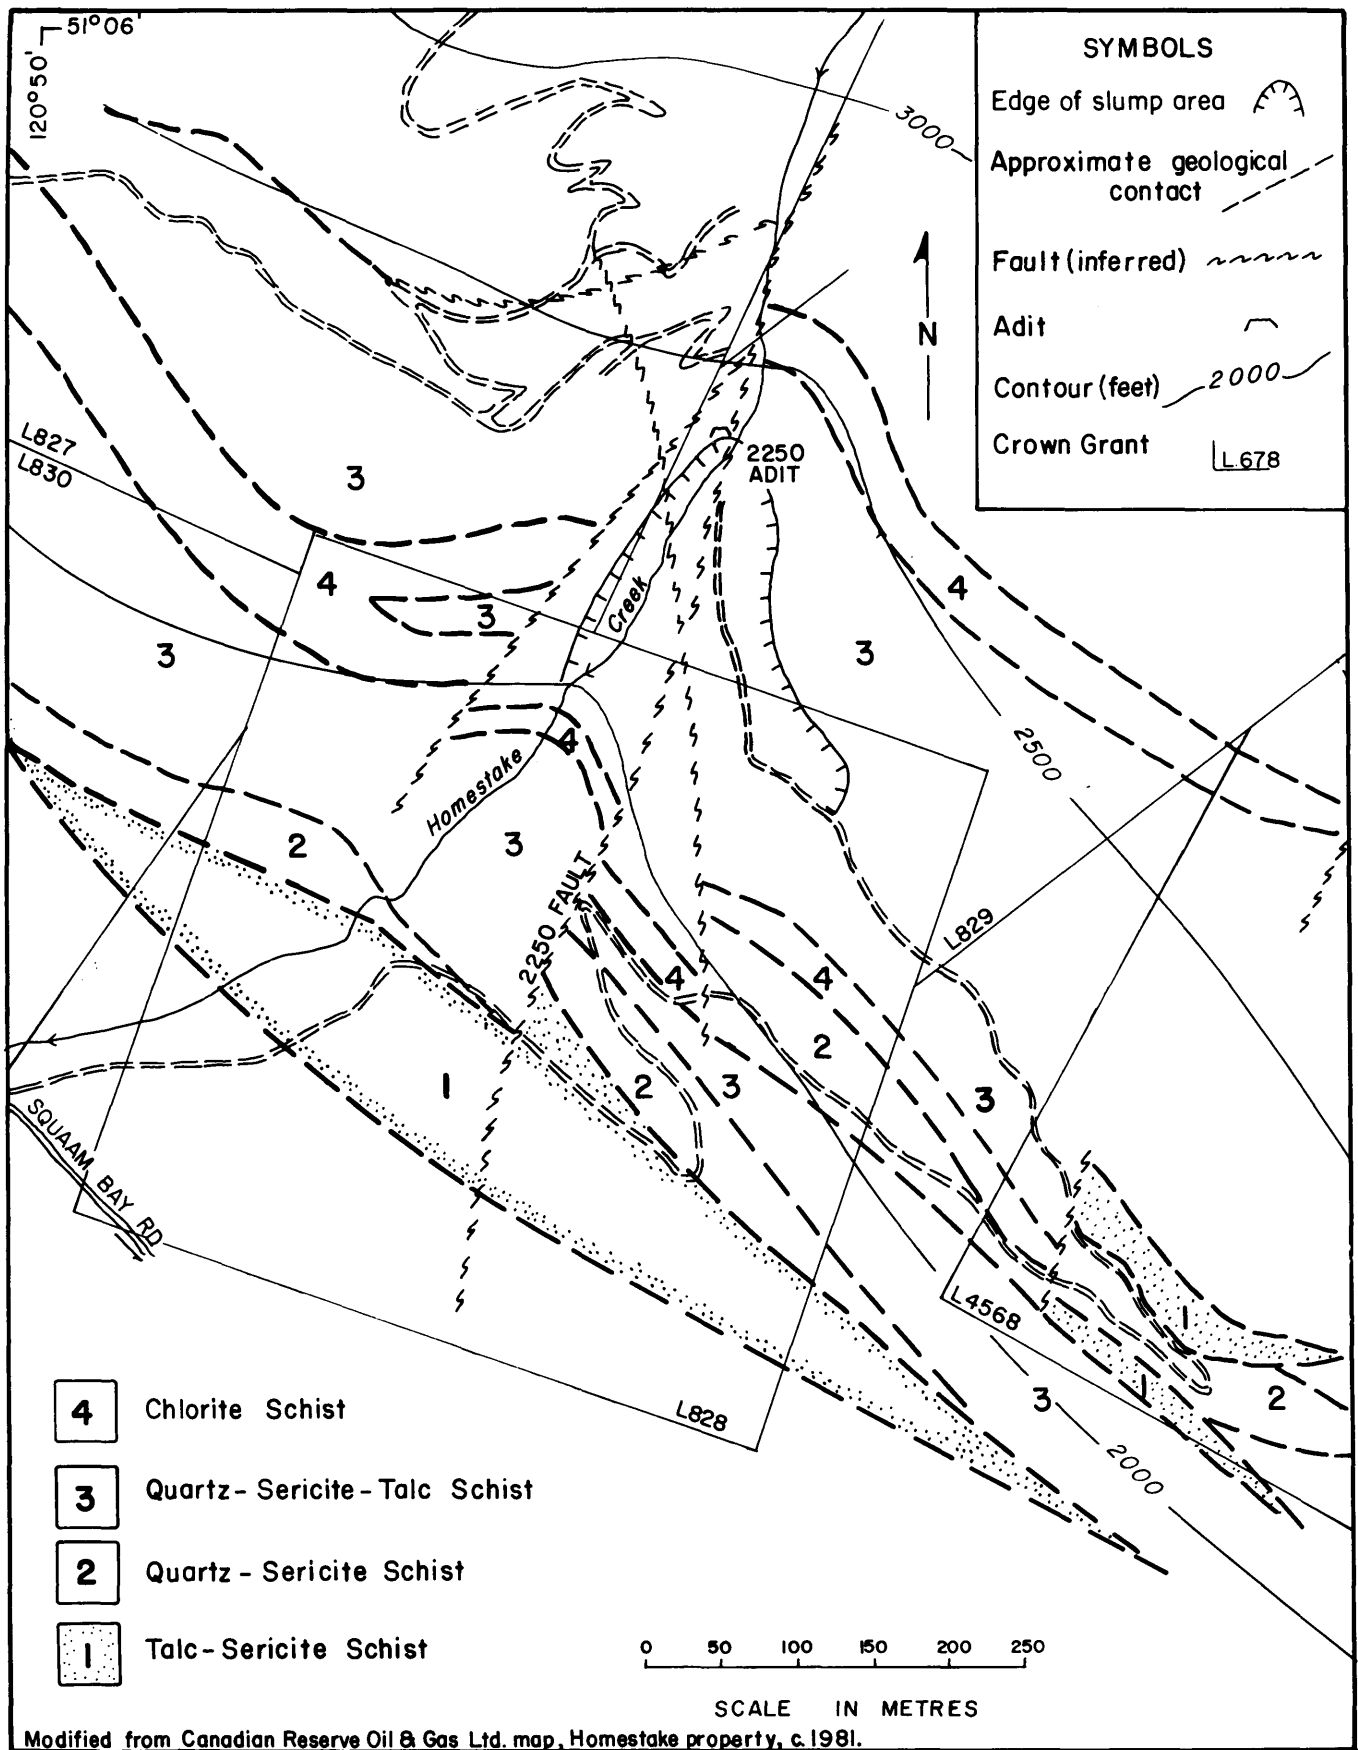 51°06'
120°50'
SYMBOLS
Edge of slump area
Approximate geological
contact
Fault (inferred)
Adit
Contour (feet)
2000
Crown Grant
L.678
3000
N
2250
ADIT
L827
L830
3
4
3
3
Creek
4
3
2500
4
Homestake
2
3
2250 FAULT
L829
4
4
2
1
2
3
3
SQUAAM BAY RD
L4568
1
1
2
3
L828
2000
4 Chlorite Schist
3 Quartz-Sericite-Talc Schist
2 Quartz-Sericite Schist
1 Talc-Sericite Schist
0 50 100 150 200 250
SCALE IN METRES
Modified from Canadian Reserve Oil & Gas Ltd. map, Homestake property, c.1981.